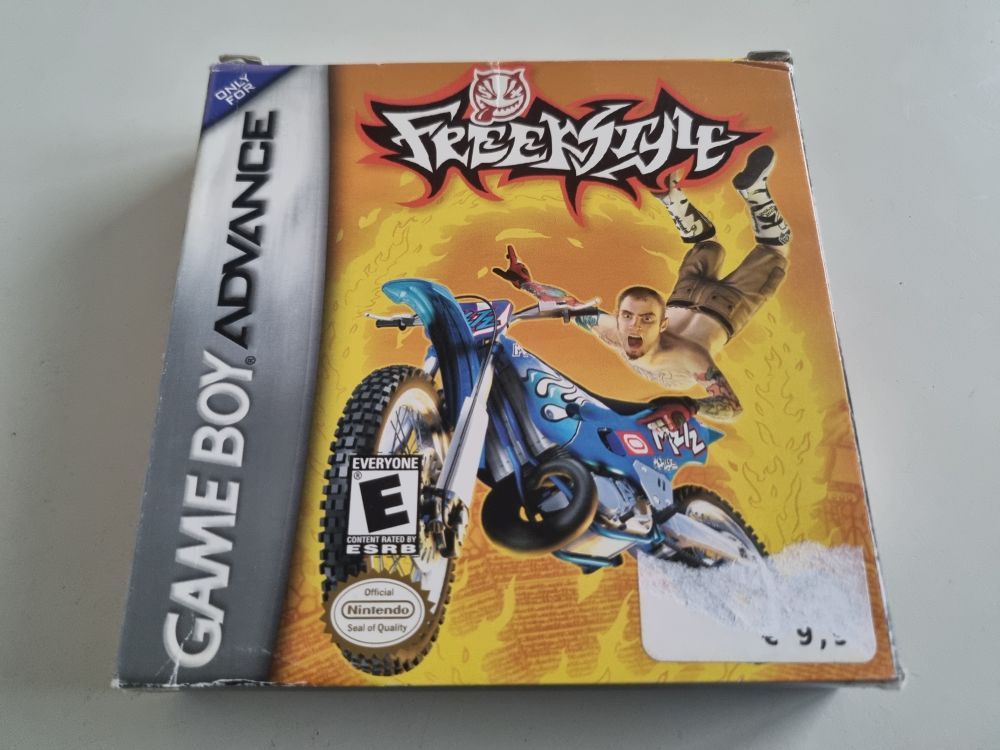 ONLY
FOR
GAME BOY ADVANCE
FREEKSTYLE
EVERYONE
E
CONTENT RATED BY
ESRB
Official
Nintendo
Seal of Quality